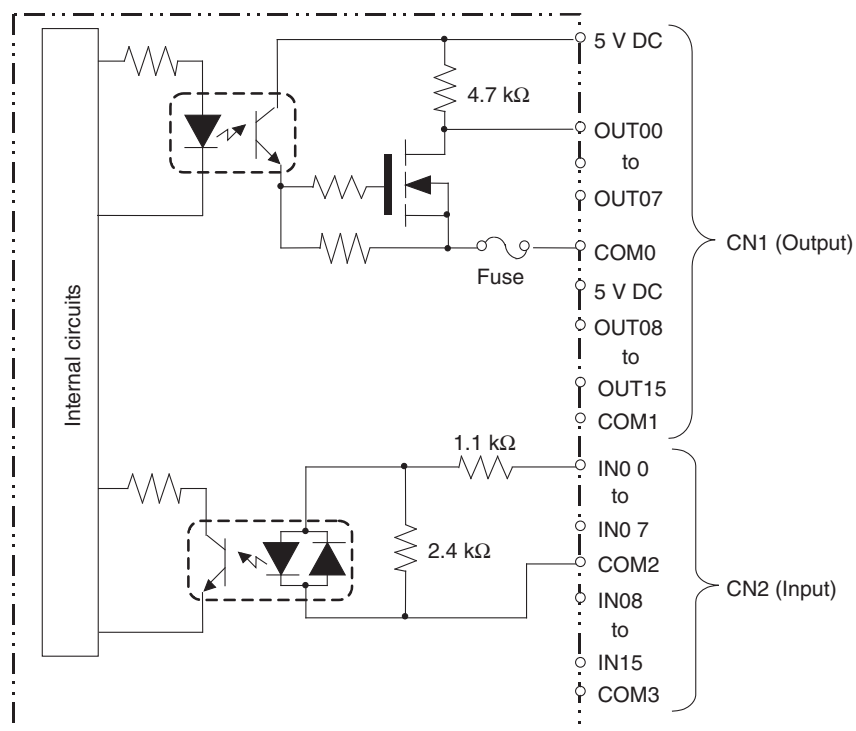 5 V DC
4.7 kΩ
OUT00
to
OUT07
COM0
Fuse
CN1 (Output)
5 V DC
OUT08
to
OUT15
COM1
Internal circuits
1.1 kΩ
IN0 0
to
IN0 7
2.4 kΩ
COM2
CN2 (Input)
IN08
to
IN15
COM3